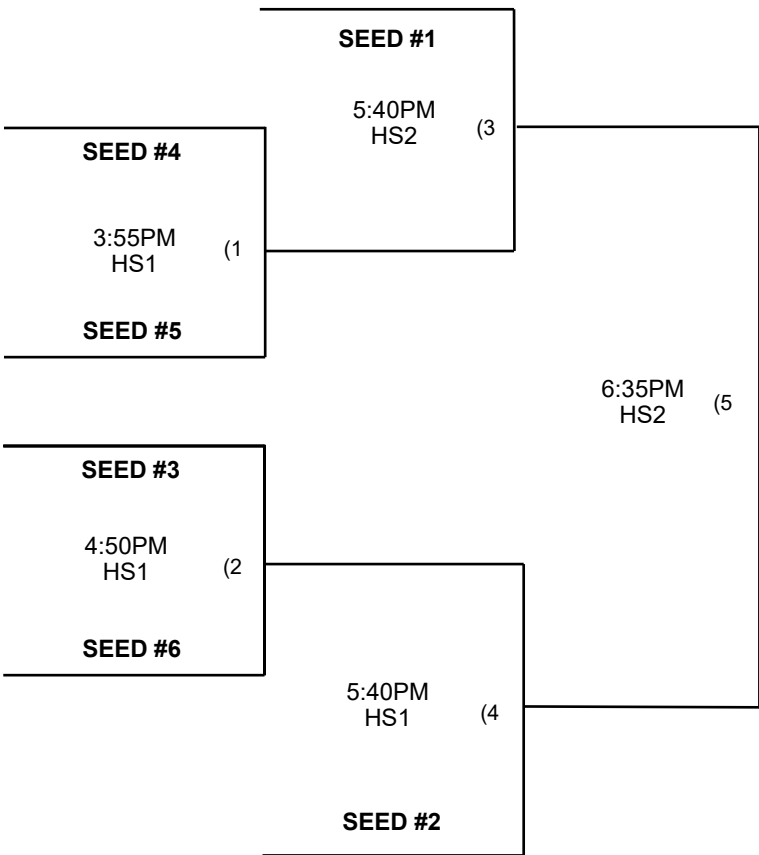 SEED #1
5:40PM
HS2
(3
SEED #4
3:55PM
HS1
(1
SEED #5
6:35PM
HS2
(5
SEED #3
4:50PM
HS1
(2
SEED #6
5:40PM
HS1
(4
SEED #2